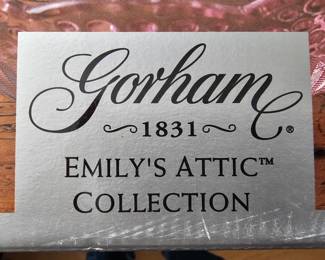 Gorham®
1831
EMILY'S ATTIC™
COLLECTION